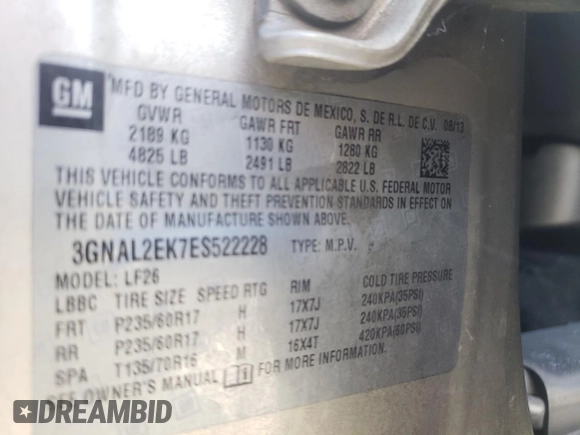 GM
MFD BY GENERAL MOTORS DE MEXICO, S. DE R.L. DE C.V. 08/13
GVWR GAWR FRT GAWR RR
2189 KG 1130 KG 1280 KG
4825 LB 2491 LB 2822 LB
THIS VEHICLE CONFORMS TO ALL APPLICABLE U.S. FEDERAL MOTOR
VEHICLE SAFETY AND THEFT PREVENTION STANDARDS IN EFFECT ON
THE DATE OF MANUFACTURE SHOWN ABOVE.
3GNAL2EK7ES522228 TYPE: M.P.V.
MODEL: LF26
LBBC TIRE SIZE SPEED RTG RIM COLD TIRE PRESSURE
FRT P235/60R17 H 17X7J 240KPA(35PSI)
RR P235/60R17 H 17X7J 240KPA(35PSI)
SPA T135/70R16 M 16X4T 420KPA(60PSI)
SEE OWNER'S MANUAL FOR MORE INFORMATION
DREAMBID